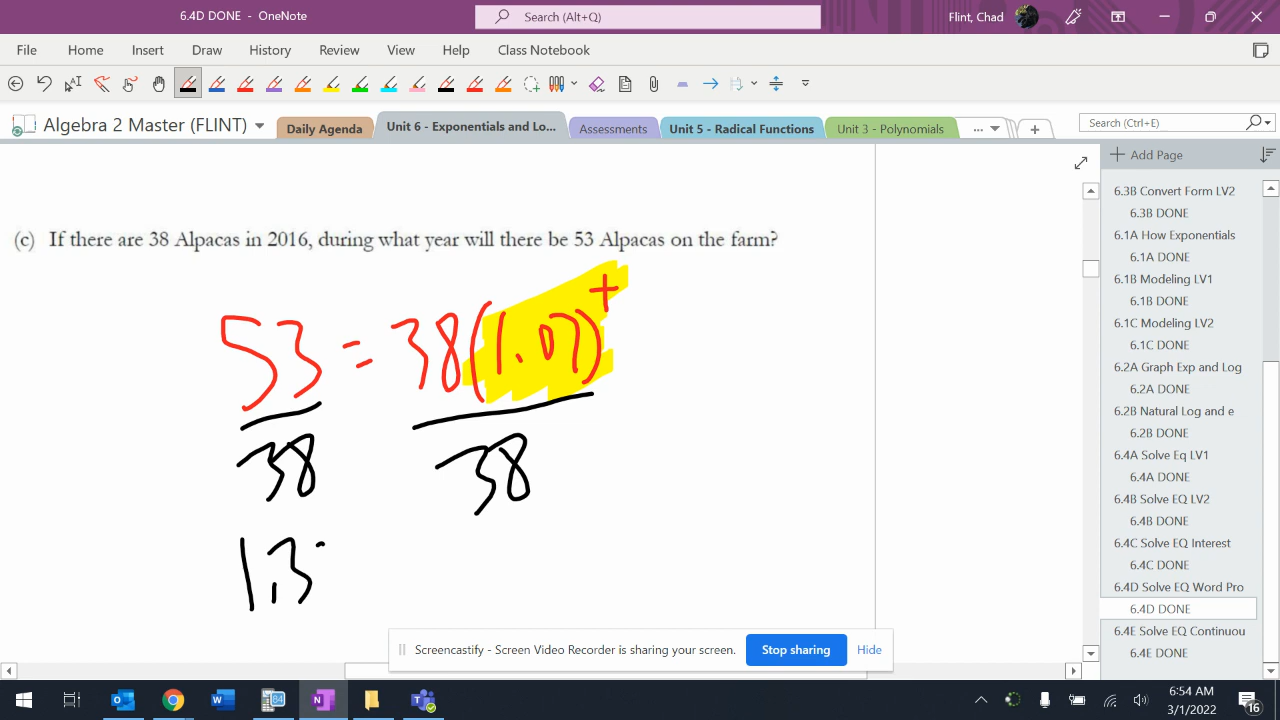 6.4D DONE - OneNote
Search (Alt+Q)
Flint, Chad
File Home Insert Draw History Review View Help Class Notebook
Algebra 2 Master (FLINT)
Daily Agenda
Unit 6 - Exponentials and Lo...
Assessments
Unit 5 - Radical Functions
Unit 3 - Polynomials
...
Search (Ctrl+E)
Add Page
6.3B Convert Form LV2
6.3B DONE
6.1A How Exponentials
6.1A DONE
6.1B Modeling LV1
6.1B DONE
6.1C Modeling LV2
6.1C DONE
6.2A Graph Exp and Log
6.2A DONE
6.2B Natural Log and e
6.2B DONE
6.4A Solve Eq LV1
6.4A DONE
6.4B Solve EQ LV2
6.4B DONE
6.4C Solve EQ Interest
6.4C DONE
6.4D Solve EQ Word Pro
6.4D DONE
6.4E Solve EQ Continuou
6.4E DONE
(c) If there are 38 Alpacas in 2016, during what year will there be 53 Alpacas on the farm?
53 = 38(1.07)^t
38 38
1.3
Screencastify - Screen Video Recorder is sharing your screen.
Stop sharing
Hide
84
6:54 AM
3/1/2022
16